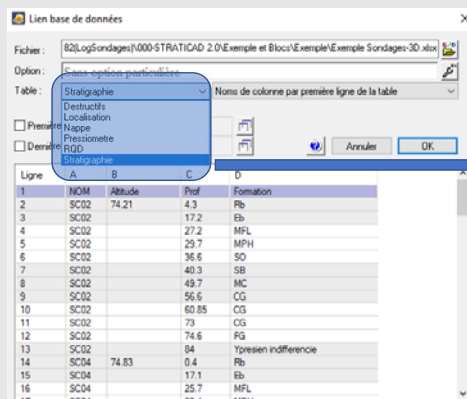 Lien base de données
Fichier : 82(LogSondages)\000-STRATICAD 2.0\Exemple et Blocs\Exemple\Exemple Sondages-3D.xlsx
Option : Sans option particulière
Table : Stratigraphie Noms de colonne par première ligne de la table
Destructifs
Localisation
Nappe
Pressiometre
RQD
Stratigraphie
Première
Dernière
Annuler OK
Ligne A B C D
1 NOM Altitude Prof Formation
2 SC02 74.21 4.3 Rb
3 SC02 17.2 Eb
4 SC02 27.2 MFL
5 SC02 29.7 MPH
6 SC02 36.6 SO
7 SC02 40.3 SB
8 SC02 49.7 MC
9 SC02 56.6 CG
10 SC02 60.85 CG
11 SC02 73 CG
12 SC02 74.6 FG
13 SC02 84 Ypresien indifferencie
14 SC04 74.83 0.4 Rb
15 SC04 17.1 Eb
16 SC04 25.7 MFL